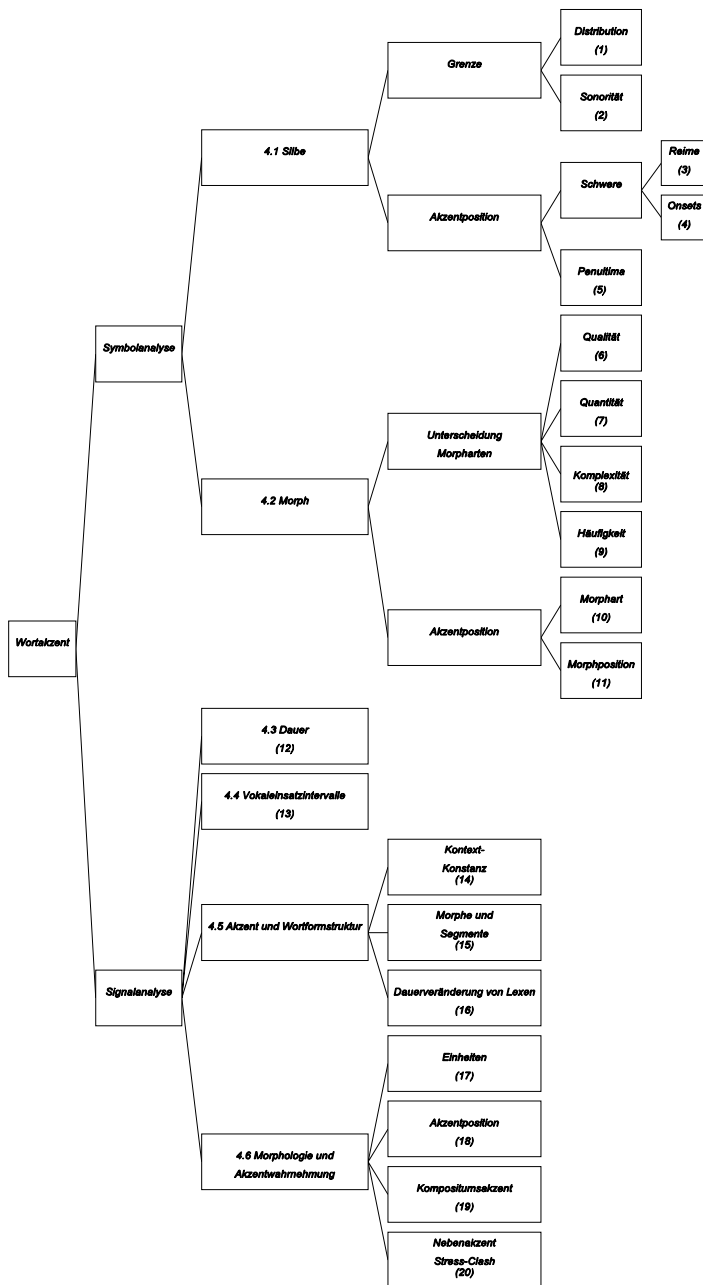 Distribution
(1)
Grenze
Sonorität
(2)
4.1 Silbe
Reime
(3)
Schwere
Onsets
(4)
Akzentposition
Penultima
(5)
Symbolanalyse
Qualität
(6)
Quantität
(7)
Unterscheidung
Morpharten
Komplexität
(8)
4.2 Morph
Häufigkeit
(9)
Morphart
(10)
Akzentposition
Morphposition
(11)
Wortakzent
4.3 Dauer
(12)
4.4 Vokaleinsatzintervalle
(13)
Kontext-
Konstanz
(14)
4.5 Akzent und Wortformstruktur
Morphe und
Segmente
(15)
Signalanalyse
Dauerveränderung von Lexen
(16)
Einheiten
(17)
Akzentposition
(18)
4.6 Morphologie und
Akzentwahrnehmung
Kompositumsakzent
(19)
Nebenakzent
Stress-Clash
(20)